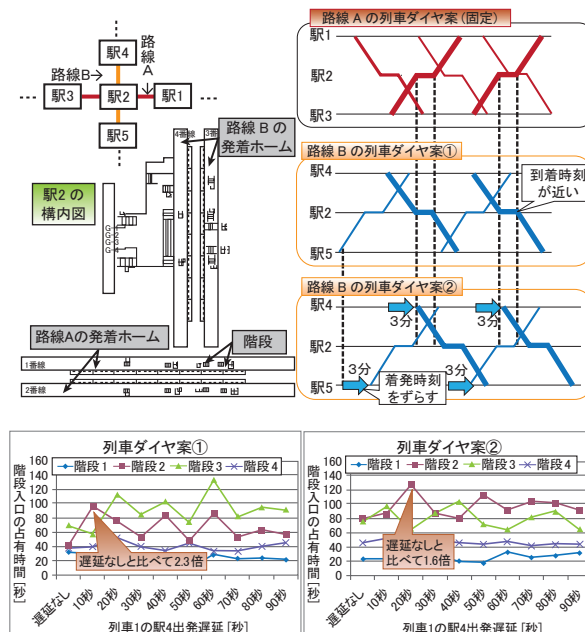 路線A
路線B
駅4
駅3
駅2
駅1
駅5
4番線
3番線
路線Bの
発着ホーム
駅2の
構内図
G-1
G-2
G-3
G-4
路線Aの発着ホーム
階段
1番線
2番線
路線Aの列車ダイヤ案(固定)
駅1
駅2
駅3
路線Bの列車ダイヤ案①
駅4
駅2
駅5
到着時刻
が近い
路線Bの列車ダイヤ案②
駅4
3分
3分
駅2
3分
3分
駅5
着発時刻
をずらす
列車ダイヤ案①
階段1 階段2 階段3 階段4
階段入口の占有時間[秒]
160
140
120
100
80
60
40
20
0
遅延なしと比べて2.3倍
遅延なし 10秒 20秒 30秒 40秒 50秒 60秒 70秒 80秒 90秒
列車1の駅4出発遅延 [秒]
列車ダイヤ案②
階段1 階段2 階段3 階段4
階段入口の占有時間[秒]
160
140
120
100
80
60
40
20
0
遅延なしと
比べて1.6倍
遅延なし 10秒 20秒 30秒 40秒 50秒 60秒 70秒 80秒 90秒
列車1の駅4出発遅延 [秒]